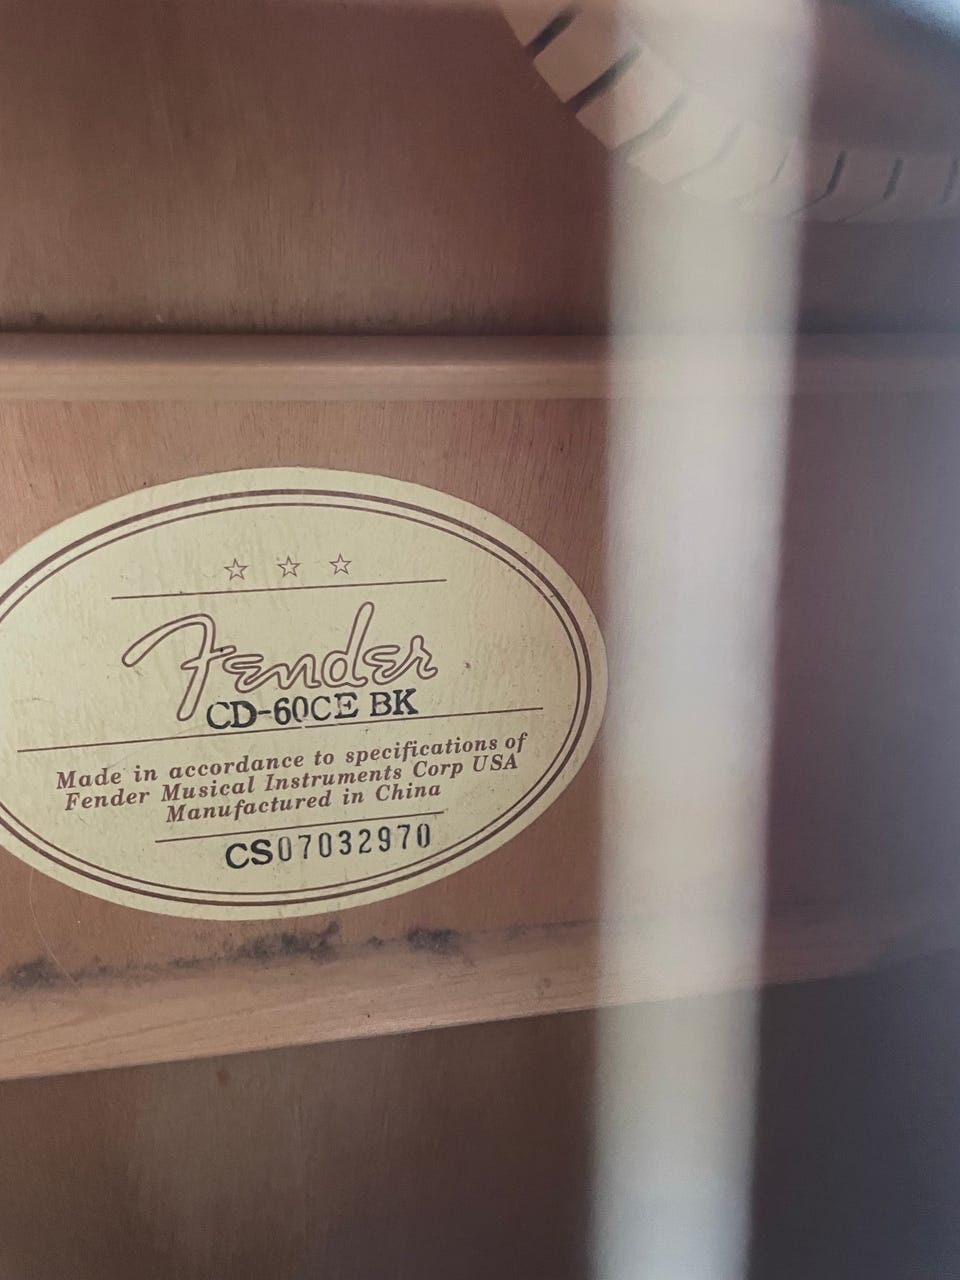 Fender
CD-60CE BK
Made in accordance to specifications of
Fender Musical Instruments Corp USA
Manufactured in China
CS07032970